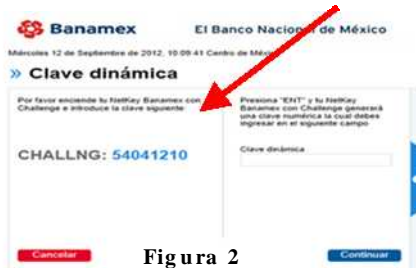 Banamex
El Banco Nacional de México
Miércoles 12 de Septiembre de 2012, 10:09:41 Centro de México
» Clave dinámica
Por favor enciende tu NetKey Banamex con
Challenge e introduce la clave siguiente:
CHALLNG: 54041210
Presiona "ENT" y tu NetKey
Banamex con Challenge generará
una clave numérica la cual debes
ingresar en el siguiente campo
Clave dinámica
Cancelar
Continuar
Figura 2